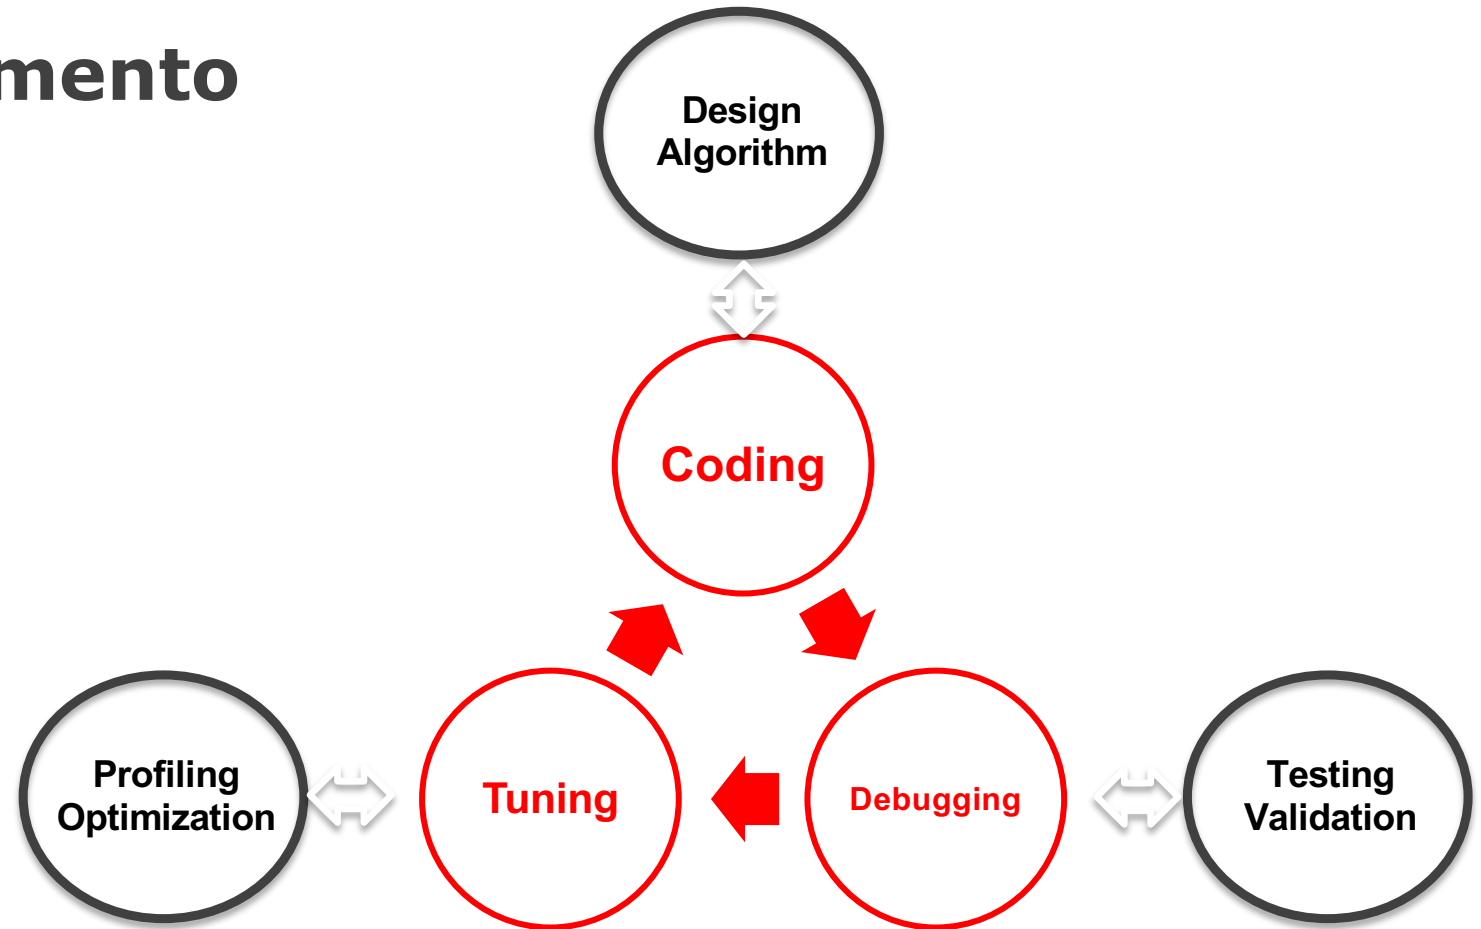 mento
Design
Algorithm
Coding
Profiling
Optimization
Tuning
Debugging
Testing
Validation